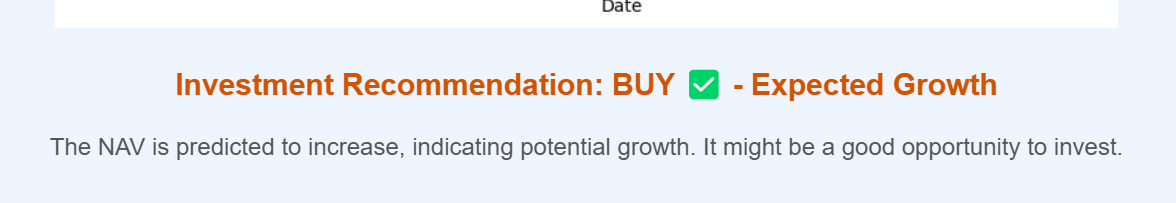 Date
Investment Recommendation: BUY ✅ - Expected Growth
The NAV is predicted to increase, indicating potential growth. It might be a good opportunity to invest.